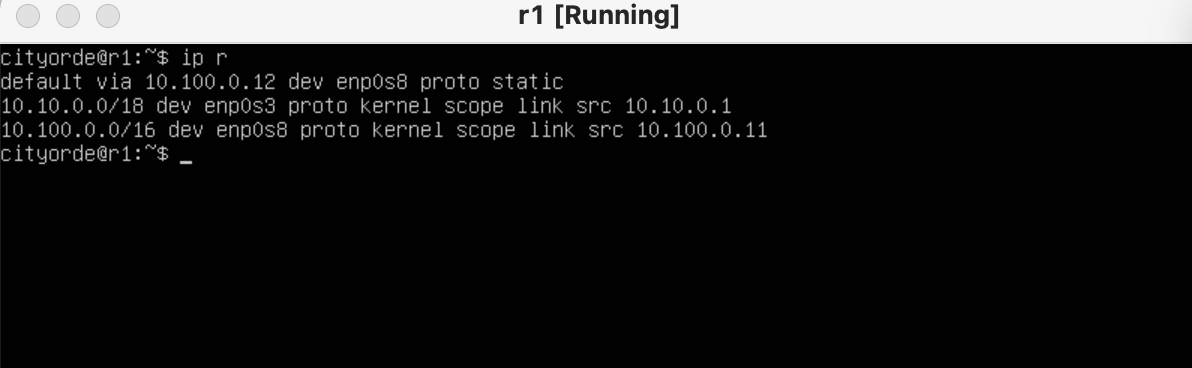 r1 [Running]
cityorde@r1:~$ ip r
default via 10.100.0.12 dev enp0s8 proto static
10.10.0.0/18 dev enp0s3 proto kernel scope link src 10.10.0.1
10.100.0.0/16 dev enp0s8 proto kernel scope link src 10.100.0.11
cityorde@r1:~$ _